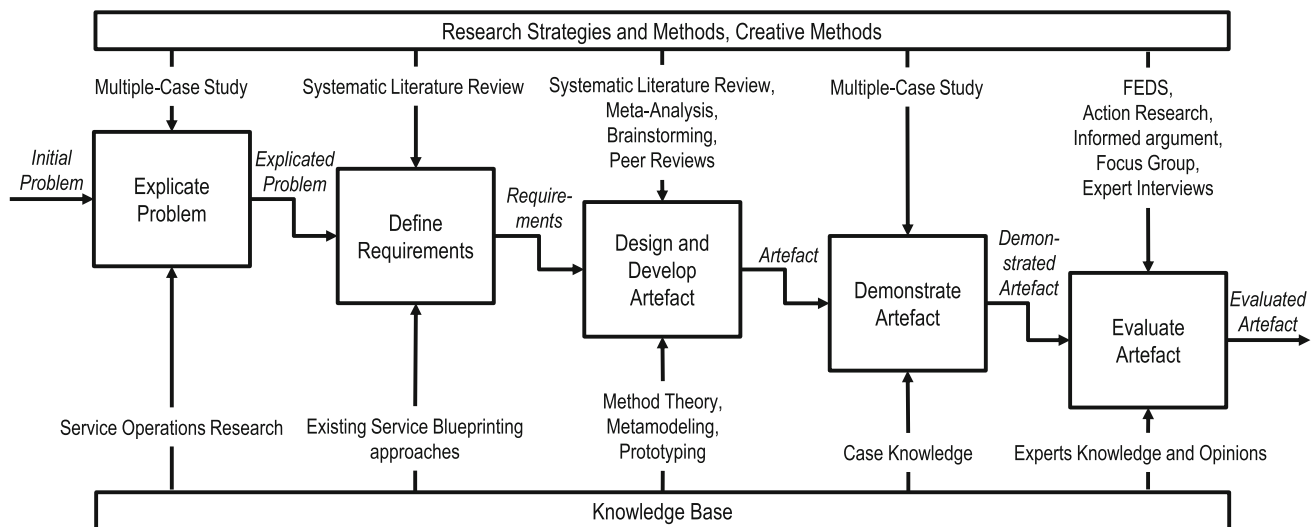 Research Strategies and Methods, Creative Methods
Multiple-Case Study
Systematic Literature Review
Systematic Literature Review,
Meta-Analysis,
Brainstorming,
Peer Reviews
Multiple-Case Study
FEDS,
Action Research,
Informed argument,
Focus Group,
Expert Interviews
Initial
Problem
Explicate
Problem
Explicated
Problem
Define
Requirements
Require-
ments
Design and
Develop
Artefact
Artefact
Demonstrate
Artefact
Demon-
strated
Artefact
Evaluate
Artefact
Evaluated
Artefact
Service Operations Research
Existing Service Blueprinting
approaches
Method Theory,
Metamodeling,
Prototyping
Case Knowledge
Experts Knowledge and Opinions
Knowledge Base